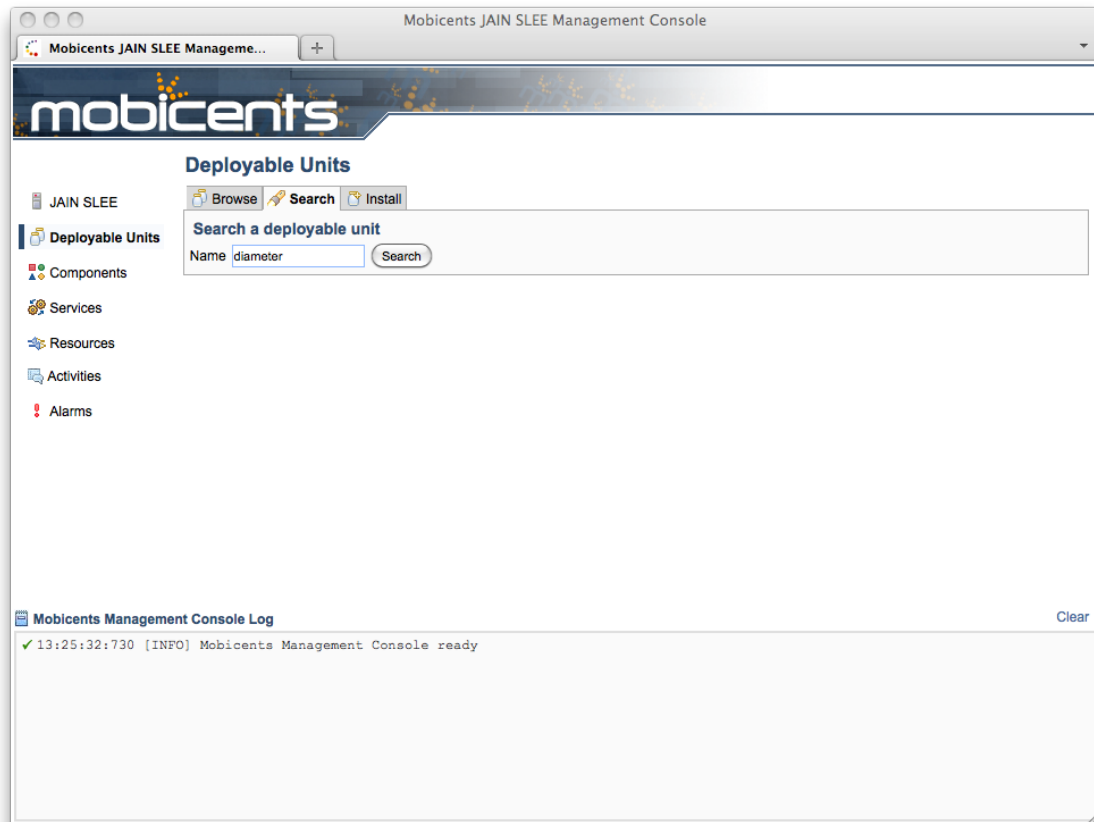 Mobicents JAIN SLEE Management Console
Mobicents JAIN SLEE Manageme...
mobicents
Deployable Units
Browse Search Install
Search a deployable unit
Name diameter Search
JAIN SLEE
Deployable Units
Components
Services
Resources
Activities
Alarms
Mobicents Management Console Log Clear
13:25:32:730 [INFO] Mobicents Management Console ready